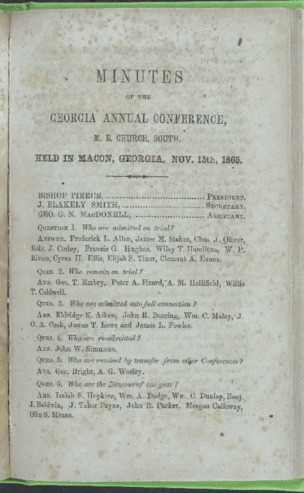 MINUTES
OF THE
GEORGIA ANNUAL CONFERENCE,
M. E. CHURCH, SOUTH.
HELD IN MACON, GEORGIA, NOV. 15th, 1865.
BISHOP PIERCE, PRESIDENT.
J. BLAKELY SMITH, SECRETARY.
GEO. G. N. MacDONELL, ASSISTANT.
QUESTION 1. Who are admitted on trial?
ANSWER. Frederick L. Allen, James M. Stokes, Chas. J. Oliver,
Robt. J. Corley, Francis G. Hughes, Wiley T. Hamilton, W. P.
Rivers, Cyrus H. Ellis, Elijah S. Tiner, Clement A. Evans.
QUES. 2. Who remain on trial?
ANS. Geo. T. Embry, Peter A. Heard, A. M. Hellifield, Willis
T. Caldwell.
QUES. 3. Who are admitted into full connection?
ANS. Eldridge K. Aiken, John R. Deering, Wm. C. Maloy, J.
O. A. Cook, James T. Lowe and James L. Fowler.
QUES. 4. Who are re-admitted?
ANS. John W. Simmons.
QUES. 5. Who are received by transfer from other Conferences?
ANS. Geo. Bright, A. G. Worley.
QUES. 6. Who are the Deacons of one year?
ANS. Isaiah S. Hopkins, Wm. A. Dodge, Wm. C. Dunlap, Benj.
J. Baldwin, J. Tabor Payne, John R. Parker, Morgan Calloway,
Olin S. Means.